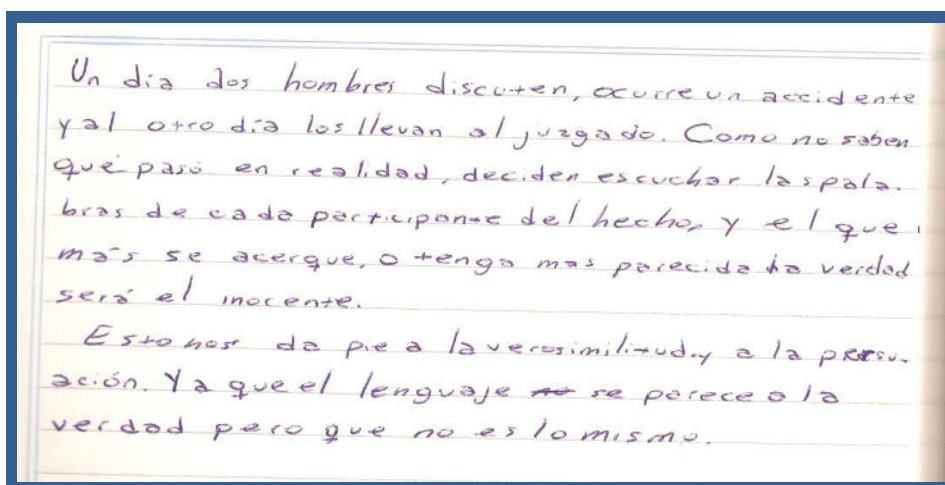 Un día dos hombres discuten, ocurre un accidente
y al otro día los llevan al juzgado. Como no saben
qué pasó en realidad, deciden escuchar las pala-
bras de cada participante del hecho, y el que
más se acerque, o tenga mas parecida la verdad
será el inocente.
Esto nos da pie a la verosimilitud, y a la persu-
ación. Ya que el lenguaje se parece a la
verdad pero que no es lo mismo.